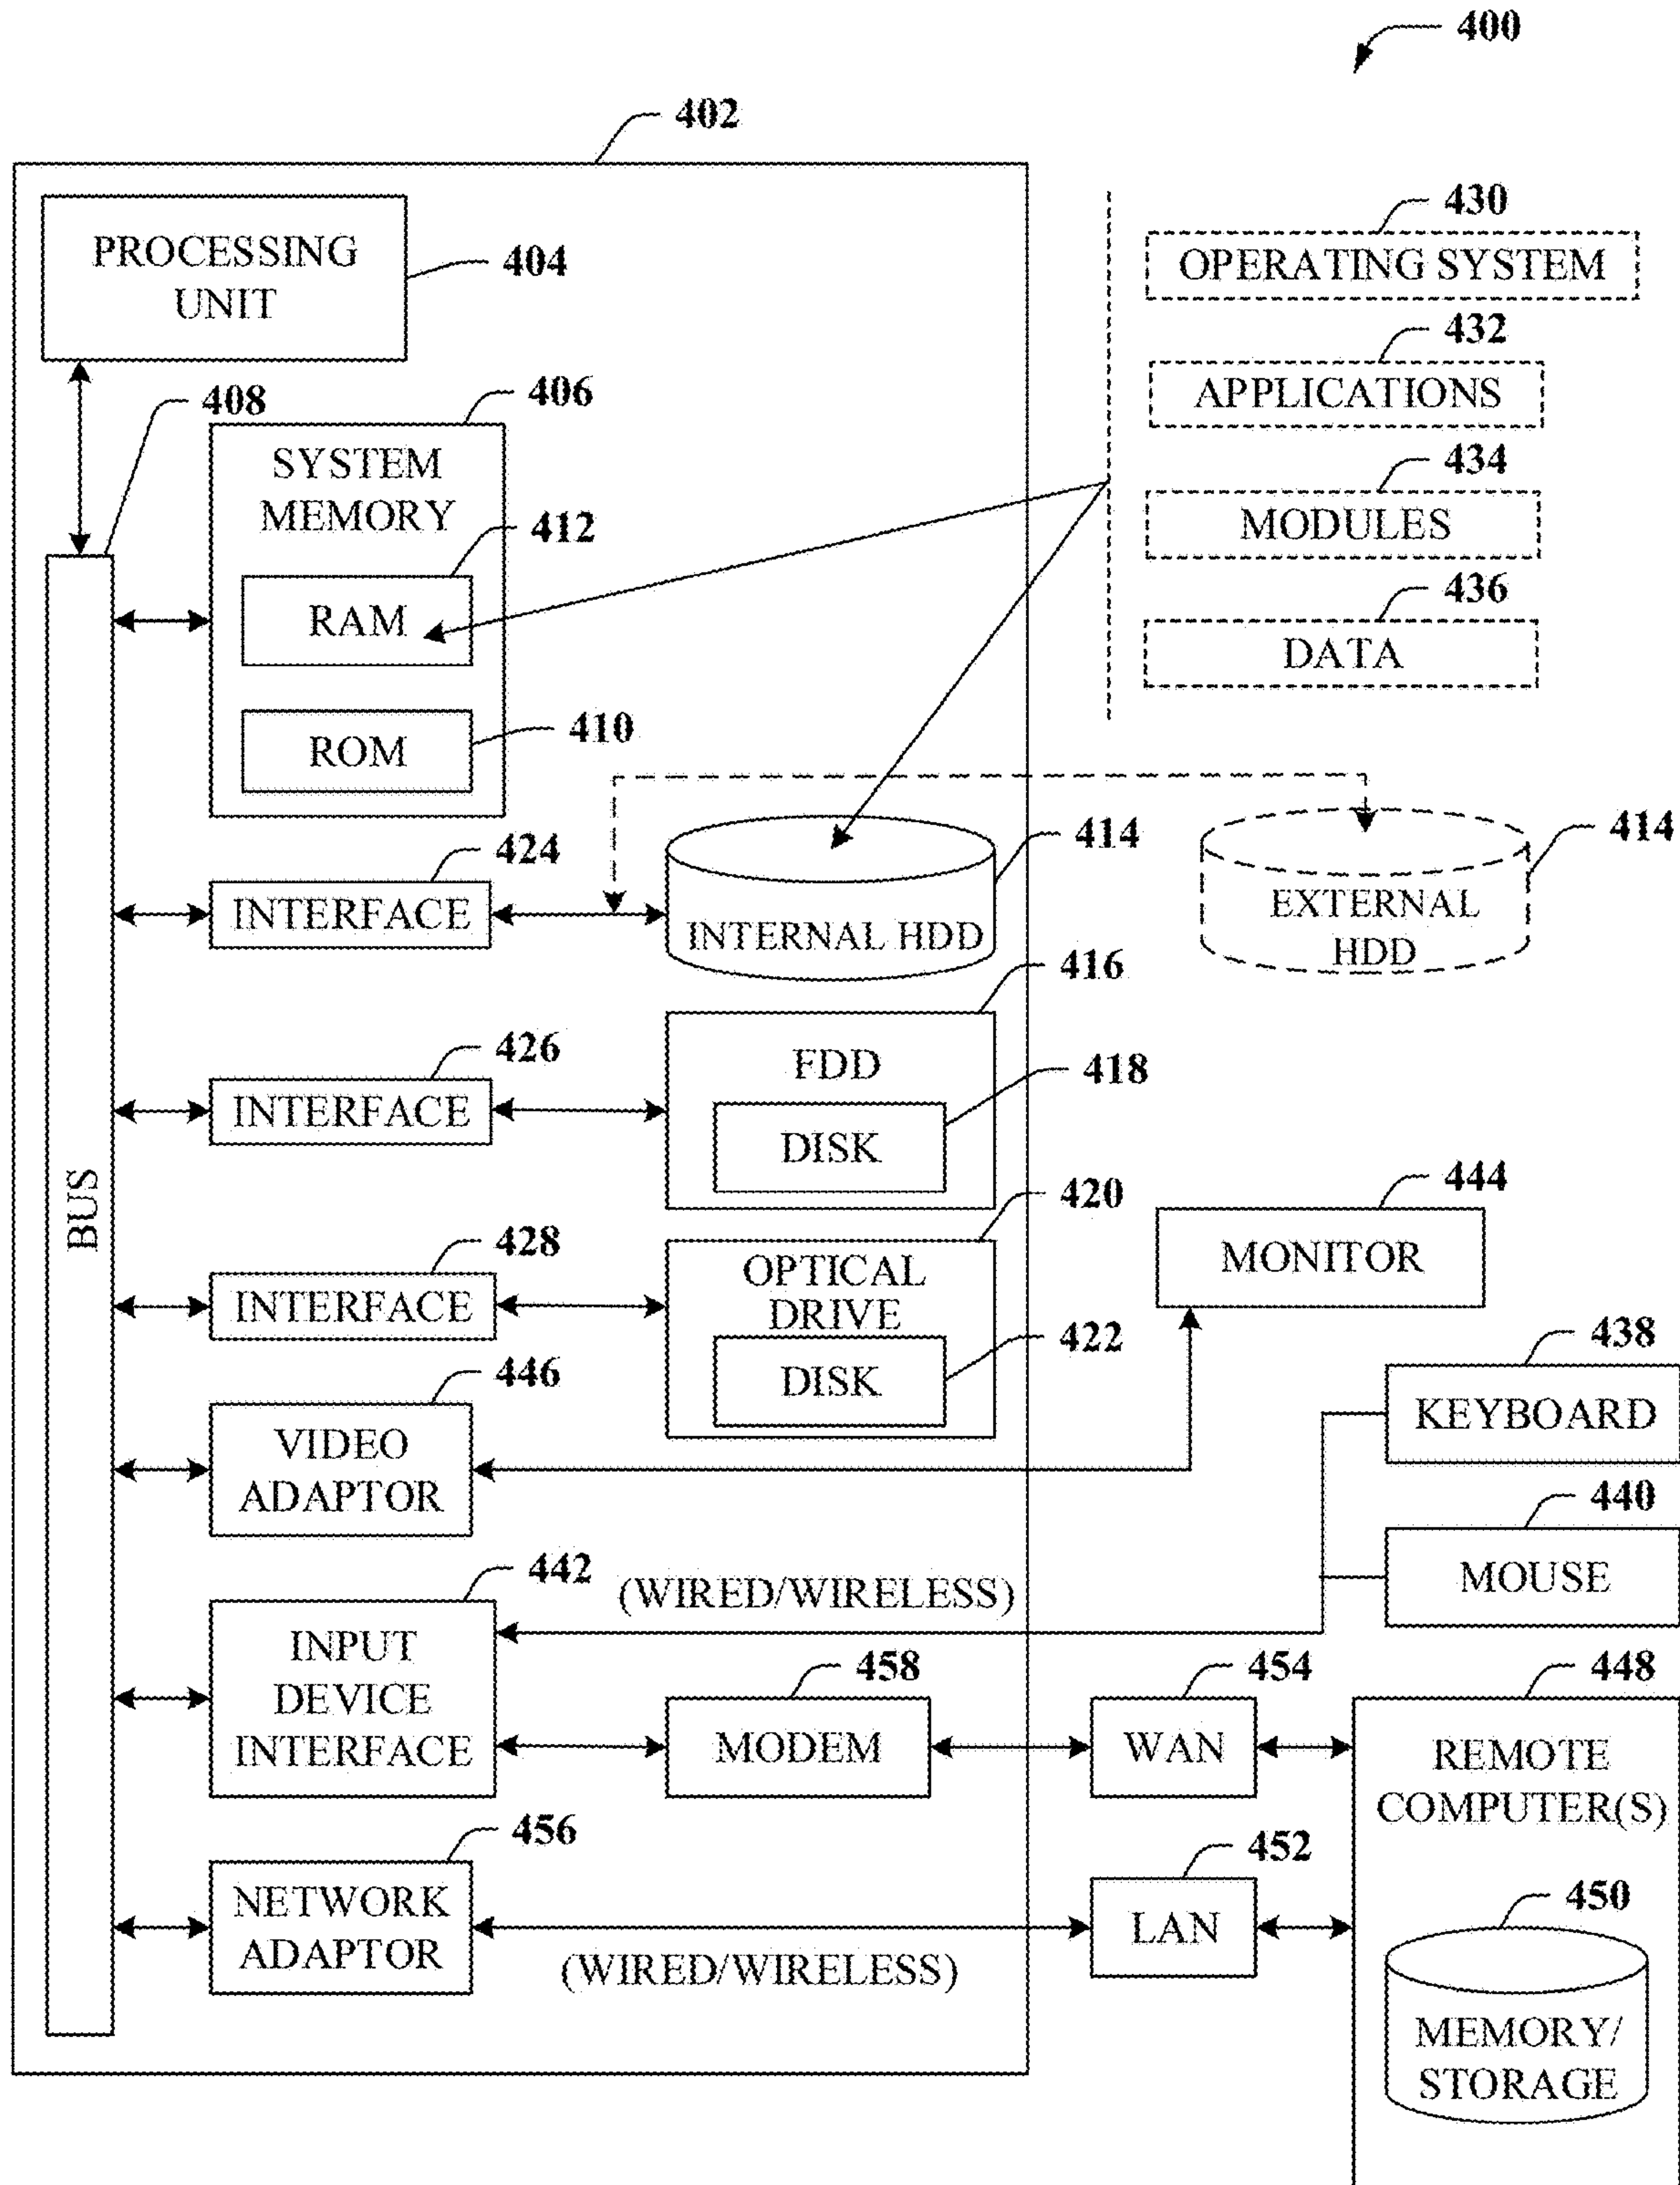 400
402
PROCESSING
UNIT
404
430
OPERATING SYSTEM
432
APPLICATIONS
434
MODULES
436
DATA
408
406
SYSTEM
MEMORY
412
RAM
410
ROM
424
INTERFACE
414
INTERNAL HDD
414
EXTERNAL
HDD
416
426
INTERFACE
FDD
418
DISK
BUS
420
428
INTERFACE
OPTICAL
DRIVE
422
DISK
444
MONITOR
438
KEYBOARD
446
VIDEO
ADAPTOR
440
MOUSE
442
(WIRED/WIRELESS)
INPUT
DEVICE
INTERFACE
458
MODEM
454
WAN
448
REMOTE
COMPUTER(S)
456
NETWORK
ADAPTOR
(WIRED/WIRELESS)
452
LAN
450
MEMORY/
STORAGE